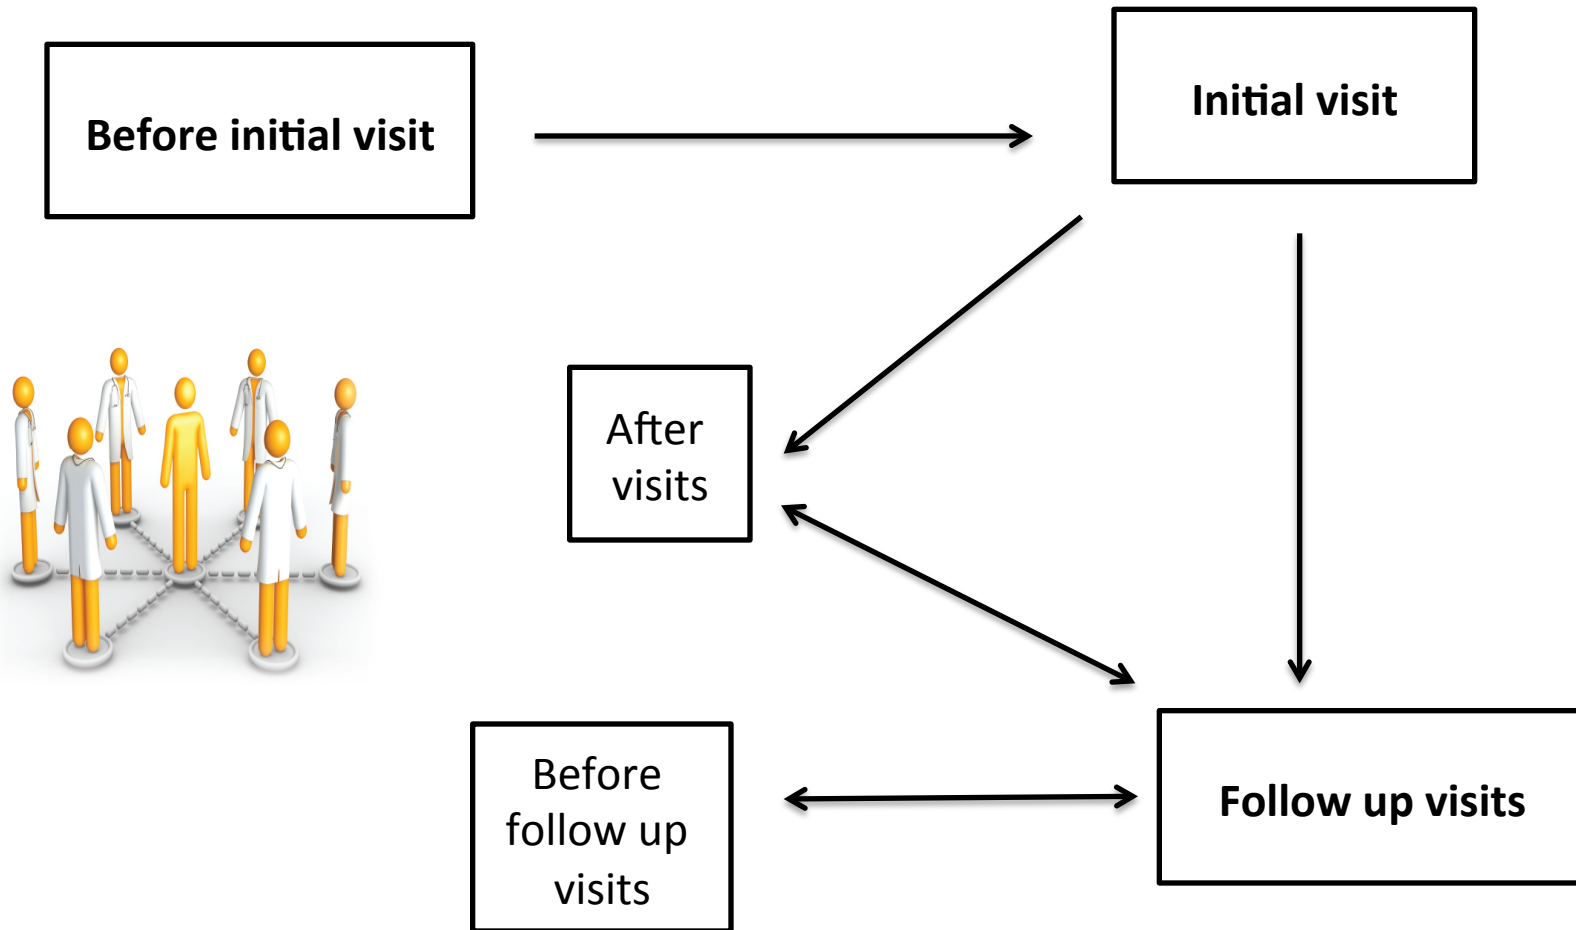 Before initial visit
Initial visit
After
visits
Before
follow up
visits
Follow up visits